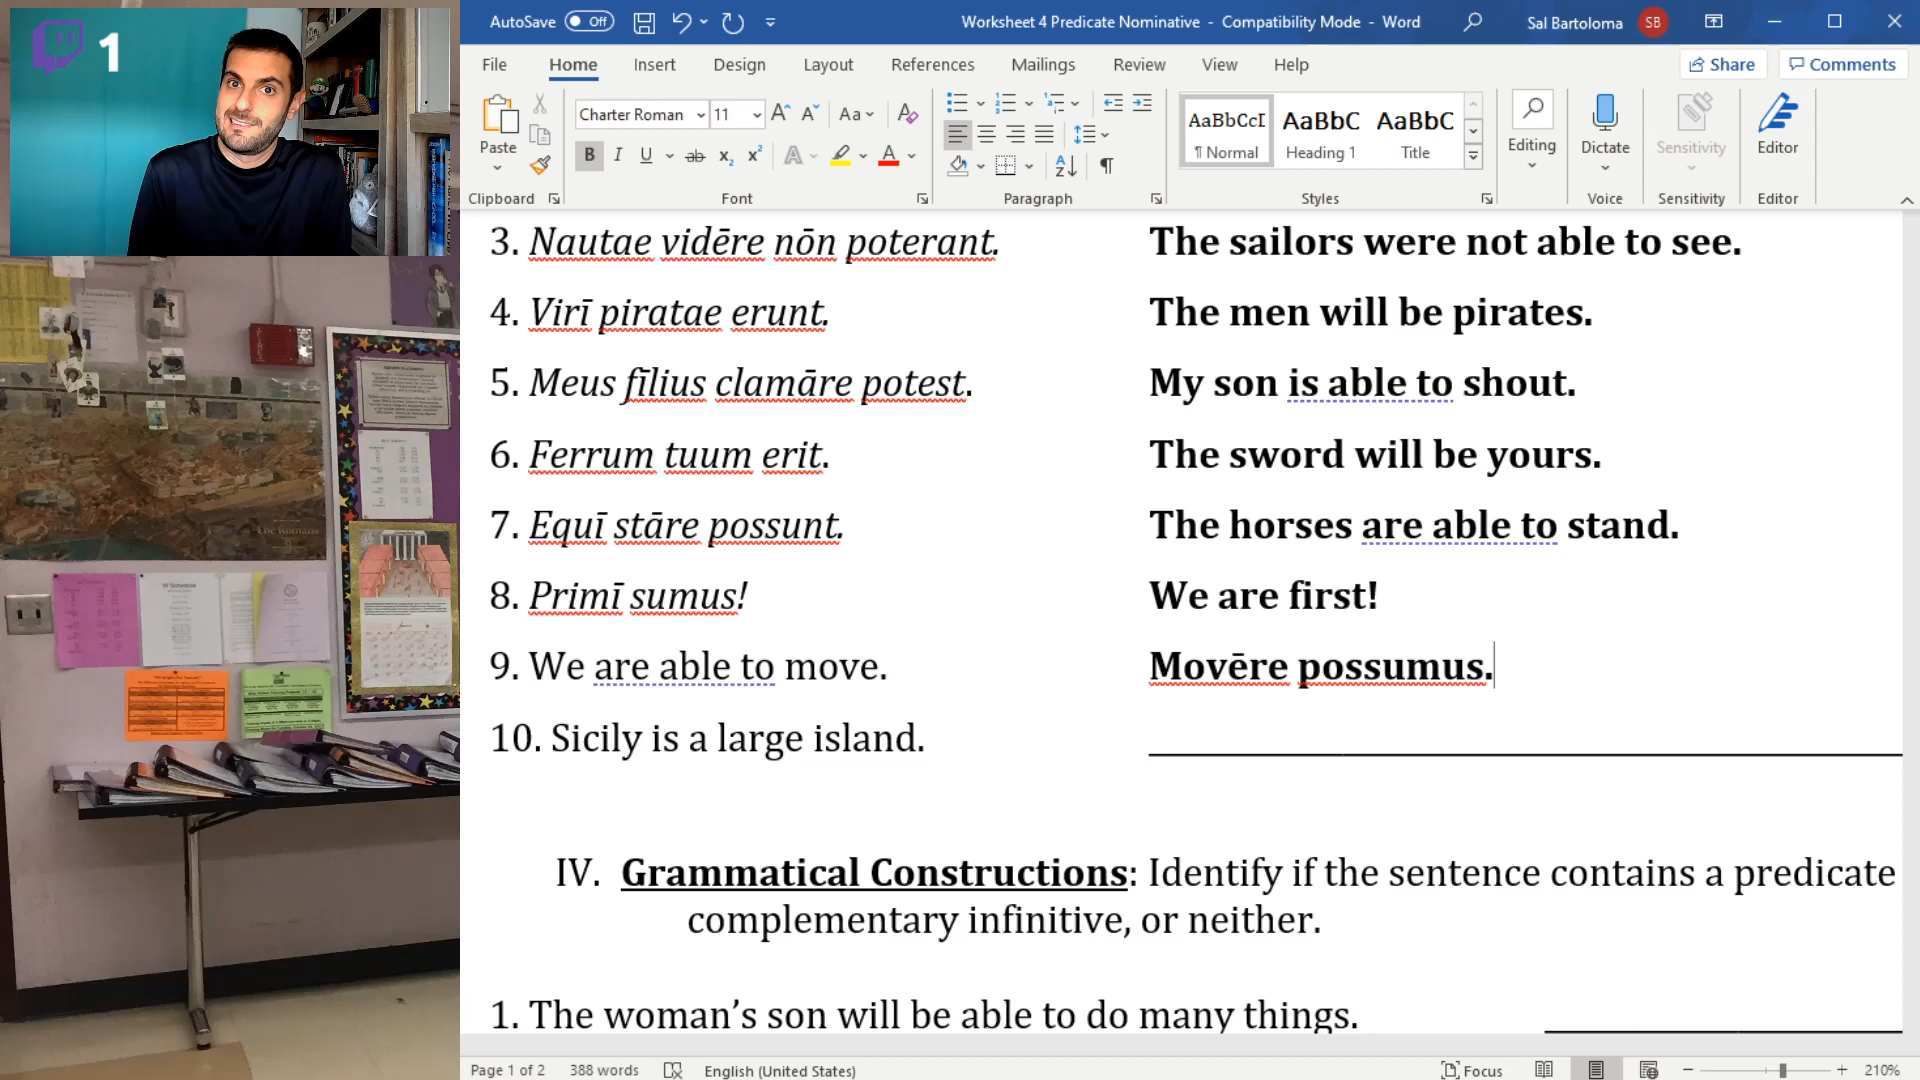 1
AutoSave Off
Worksheet 4 Predicate Nominative - Compatibility Mode - Word
Sal Bartoloma SB
File Home Insert Design Layout References Mailings Review View Help
Share Comments
Paste
Clipboard
Charter Roman 11
Aa
B I U ab x₂ x² A A
Font
Paragraph
AaBbCcI AaBbC AaBbC
¶ Normal Heading 1 Title
Styles
Editing
Dictate
Voice
Sensitivity
Sensitivity
Editor
Editor
3. Nautae vidēre nōn poterant. The sailors were not able to see.
4. Virī piratae erunt. The men will be pirates.
5. Meus fīlius clamāre potest. My son is able to shout.
6. Ferrum tuum erit. The sword will be yours.
7. Equī stāre possunt. The horses are able to stand.
8. Primī sumus! We are first!
9. We are able to move. Movēre possumus.
10. Sicily is a large island.
IV. Grammatical Constructions: Identify if the sentence contains a predicate
complementary infinitive, or neither.
1. The woman's son will be able to do many things.
Page 1 of 2 388 words English (United States) Focus 210%
The Romans